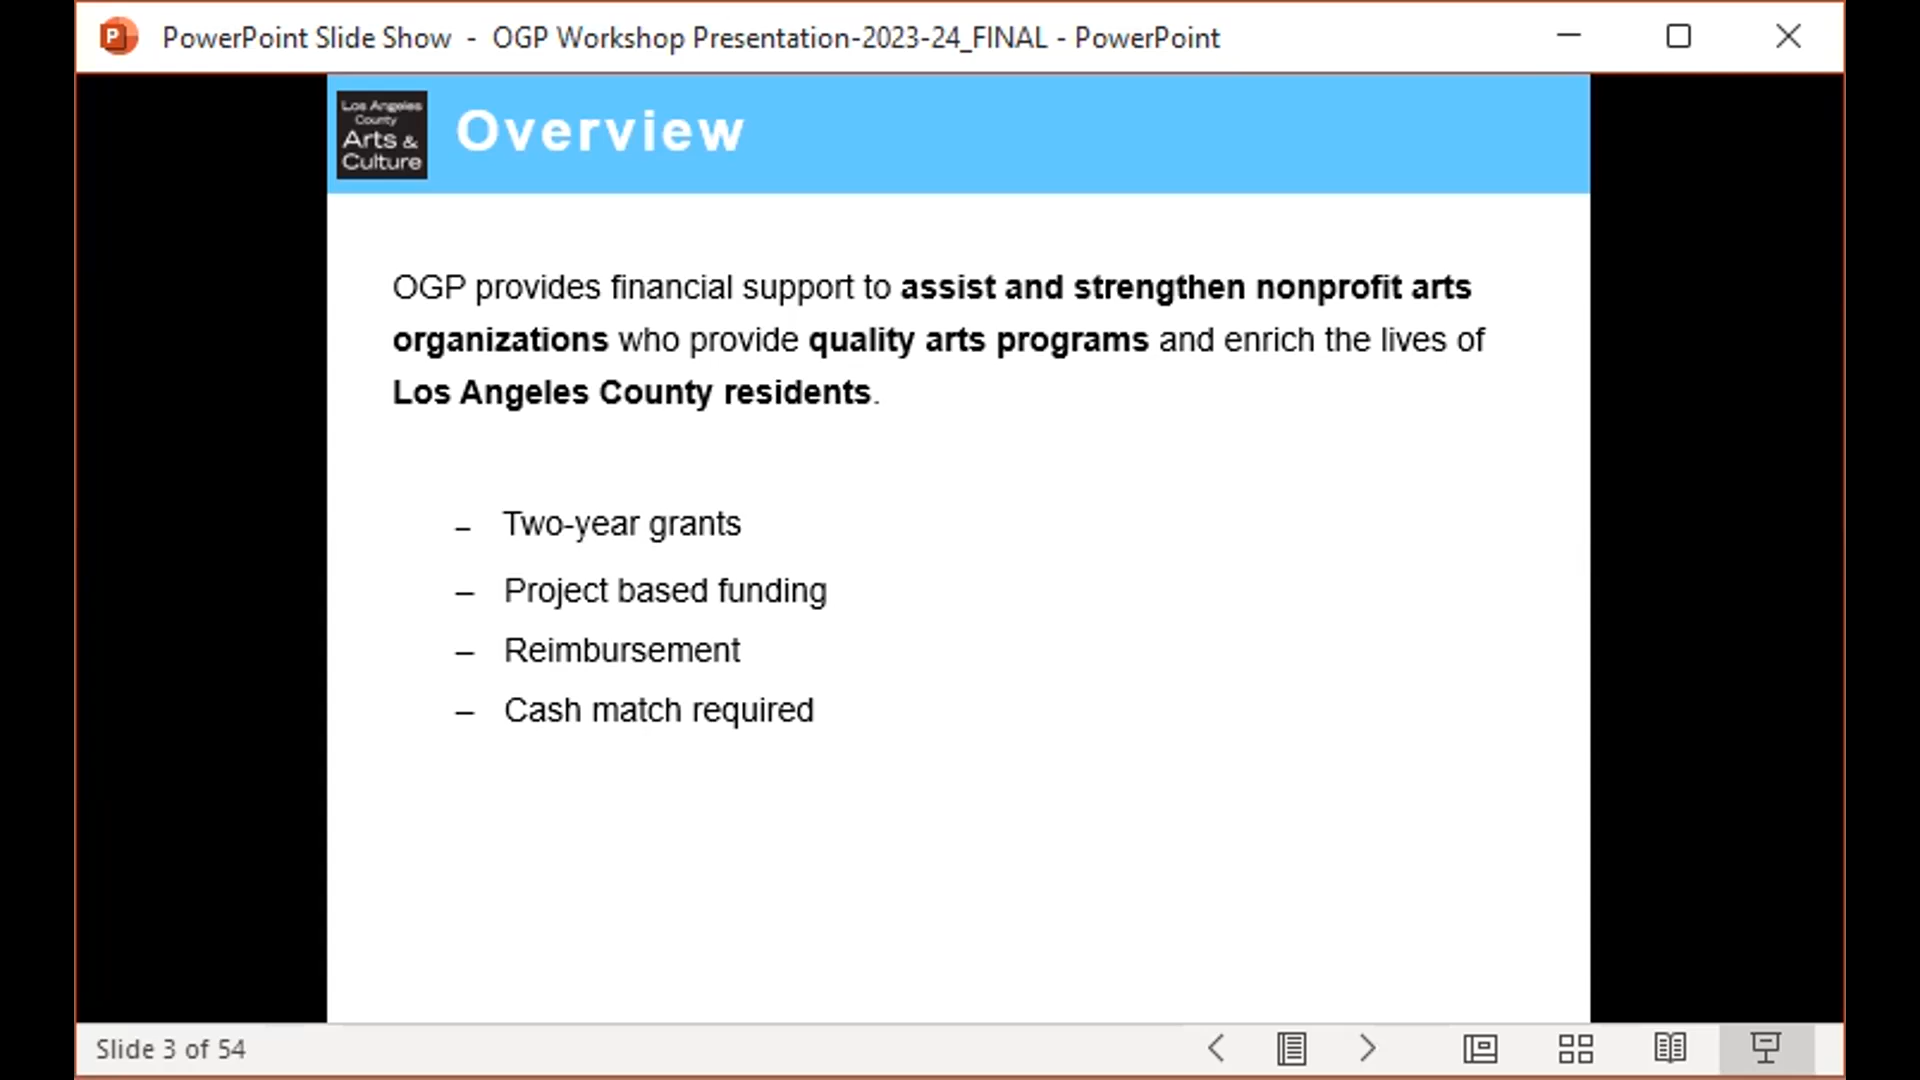 PowerPoint Slide Show - OGP Workshop Presentation-2023-24_FINAL - PowerPoint
Los Angeles
County
Arts &
Culture
Overview
OGP provides financial support to assist and strengthen nonprofit arts
organizations who provide quality arts programs and enrich the lives of
Los Angeles County residents.
– Two-year grants
– Project based funding
– Reimbursement
– Cash match required
Slide 3 of 54